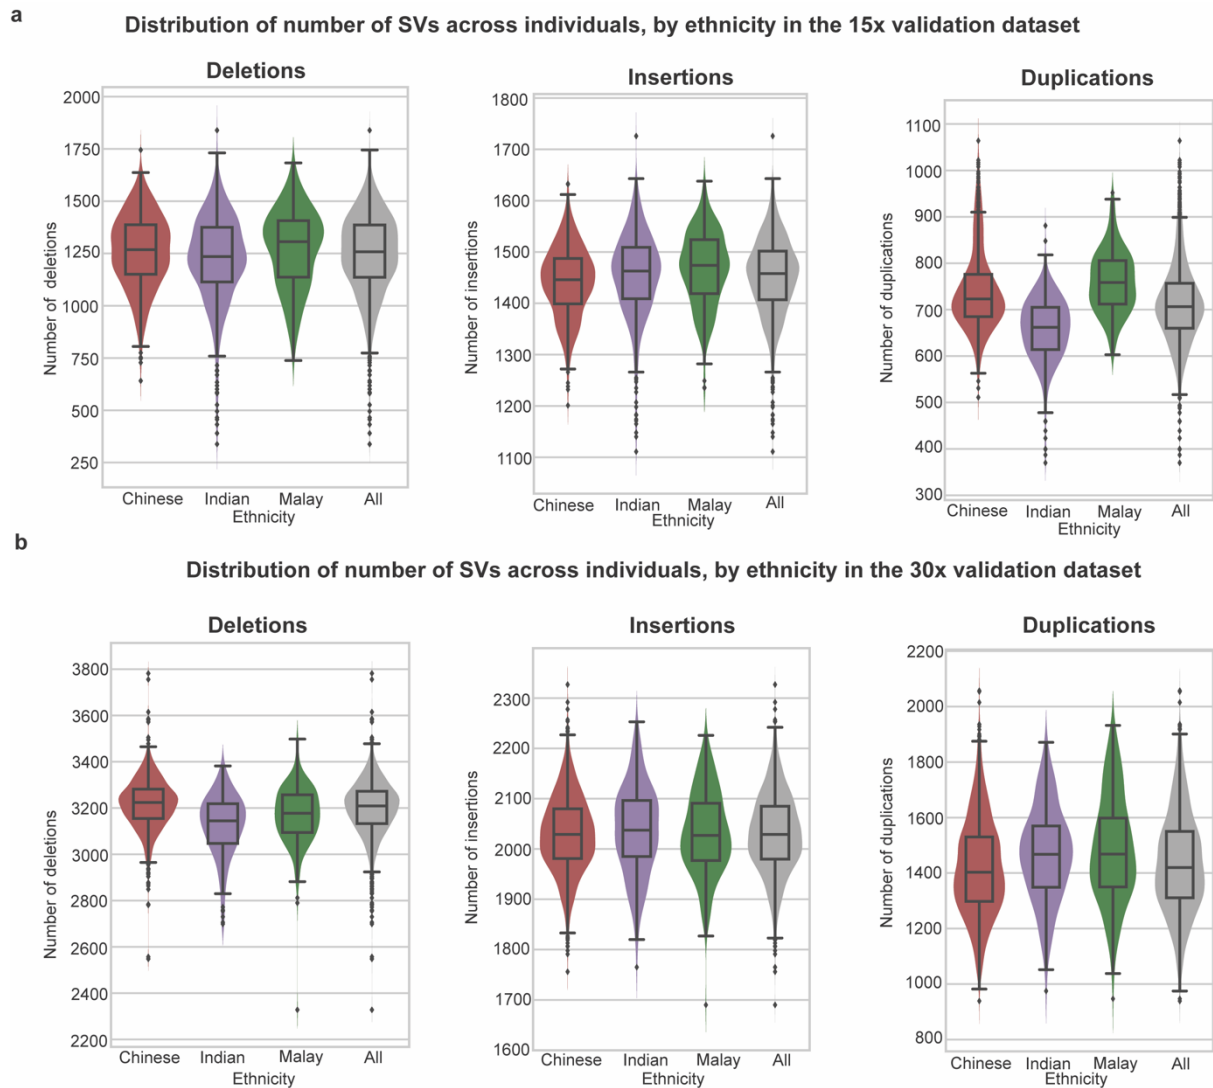 a
Distribution of number of SVs across individuals, by ethnicity in the 15x validation dataset
Deletions
Number of deletions
2000
1750
1500
1250
1000
750
500
250
Chinese Indian Malay All
Ethnicity
Insertions
Number of insertions
1800
1700
1600
1500
1400
1300
1200
1100
Chinese Indian Malay All
Ethnicity
Duplications
Number of duplications
1100
1000
900
800
700
600
500
400
300
Chinese Indian Malay All
Ethnicity
b
Distribution of number of SVs across individuals, by ethnicity in the 30x validation dataset
Deletions
Number of deletions
3800
3600
3400
3200
3000
2800
2600
2400
2200
Chinese Indian Malay All
Ethnicity
Insertions
Number of insertions
2300
2200
2100
2000
1900
1800
1700
1600
Chinese Indian Malay All
Ethnicity
Duplications
Number of duplications
2200
2000
1800
1600
1400
1200
1000
800
Chinese Indian Malay All
Ethnicity